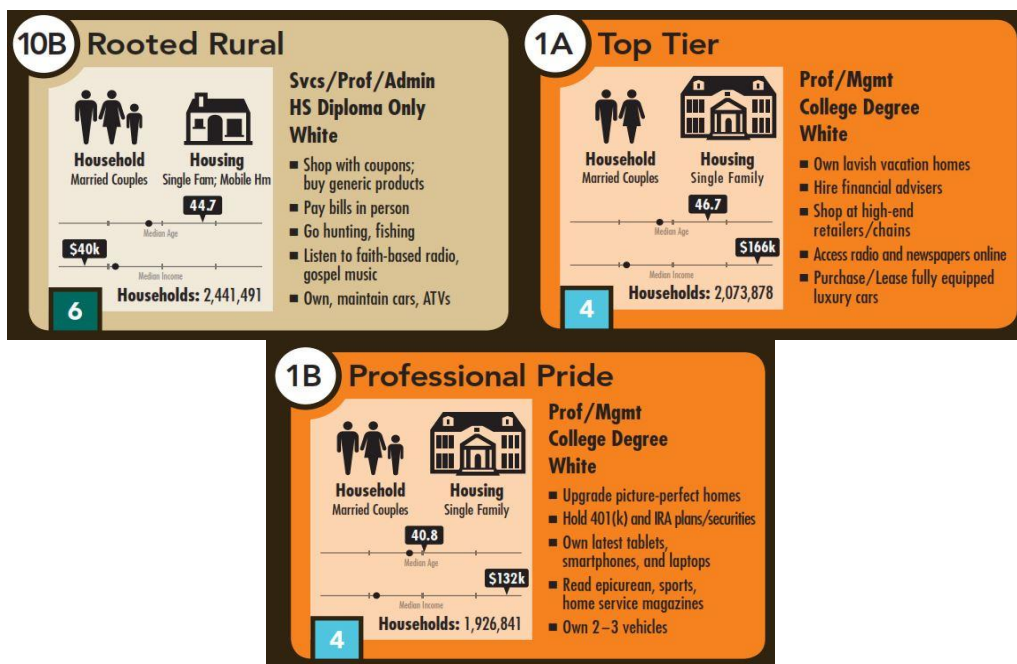 10B Rooted Rural
Household
Married Couples
Housing
Single Fam; Mobile Hm
44.7
Median Age
$40k
Median Income
Households: 2,441,491
6
Svcs/Prof/Admin
HS Diploma Only
White
■ Shop with coupons;
buy generic products
■ Pay bills in person
■ Go hunting, fishing
■ Listen to faith-based radio,
gospel music
■ Own, maintain cars, ATVs
1A Top Tier
Household
Married Couples
Housing
Single Family
46.7
Median Age
$166k
Median Income
Households: 2,073,878
4
Prof/Mgmt
College Degree
White
■ Own lavish vacation homes
■ Hire financial advisers
■ Shop at high-end
retailers/chains
■ Access radio and newspapers online
■ Purchase/Lease fully equipped
luxury cars
1B Professional Pride
Household
Married Couples
Housing
Single Family
40.8
Median Age
$132k
Median Income
Households: 1,926,841
4
Prof/Mgmt
College Degree
White
■ Upgrade picture-perfect homes
■ Hold 401(k) and IRA plans/securities
■ Own latest tablets,
smartphones, and laptops
■ Read epicurean, sports,
home service magazines
■ Own 2–3 vehicles